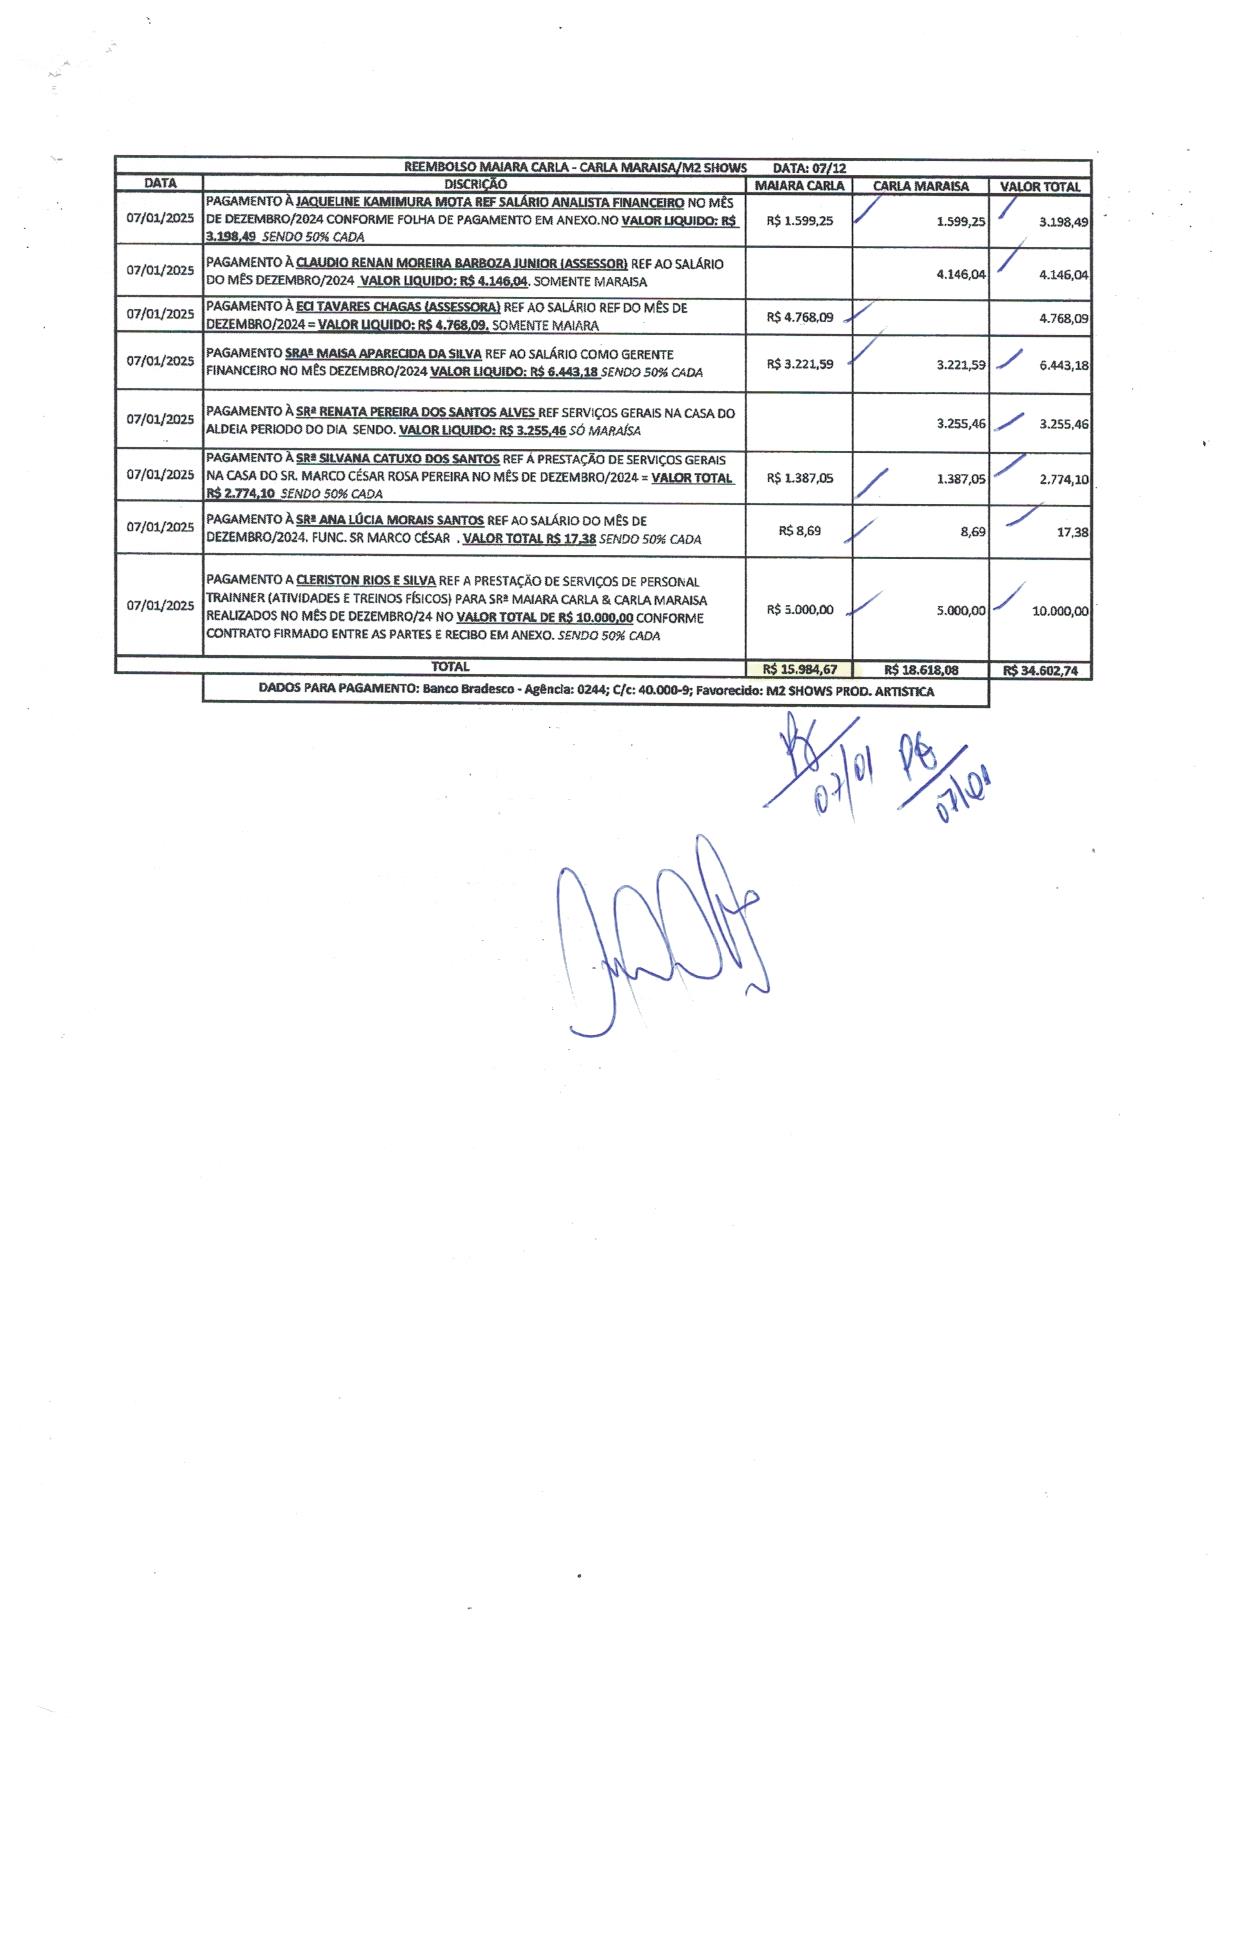 REEMBOLSO MAIARA CARLA - CARLA MARAISA/M2 SHOWS DATA: 07/12
DATA DISCRIÇÃO MAIARA CARLA CARLA MARAISA VALOR TOTAL
PAGAMENTO À JAQUELINE KAMIMURA MOTA REF SALÁRIO ANALISTA FINANCEIRO NO MÊS
07/01/2025 DE DEZEMBRO/2024 CONFORME FOLHA DE PAGAMENTO EM ANEXO.NO VALOR LIQUIDO: R$ R$ 1.599,25 1.599,25 3.198,49
3.198,49 SENDO 50% CADA
PAGAMENTO À CLAUDIO RENAN MOREIRA BARBOZA JUNIOR (ASSESSOR) REF AO SALÁRIO
07/01/2025 DO MÊS DEZEMBRO/2024 VALOR LIQUIDO: R$ 4.146,04. SOMENTE MARAISA 4.146,04 4.146,04
PAGAMENTO À ECI TAVARES CHAGAS (ASSESSORA) REF AO SALÁRIO REF DO MÊS DE
07/01/2025 DEZEMBRO/2024 = VALOR LIQUIDO: R$ 4.768,09. SOMENTE MAIARA R$ 4.768,09 4.768,09
PAGAMENTO SRAª MAISA APARECIDA DA SILVA REF AO SALÁRIO COMO GERENTE
07/01/2025 FINANCEIRO NO MÊS DEZEMBRO/2024 VALOR LIQUIDO: R$ 6.443,18 SENDO 50% CADA R$ 3.221,59 3.221,59 6.443,18
PAGAMENTO À SRª RENATA PEREIRA DOS SANTOS ALVES REF SERVIÇOS GERAIS NA CASA DO
07/01/2025 ALDEIA PERIODO DO DIA SENDO. VALOR LIQUIDO: R$ 3.255,46 SÓ MARAÍSA 3.255,46 3.255,46
PAGAMENTO À SRª SILVANA CATUXO DOS SANTOS REF Á PRESTAÇÃO DE SERVIÇOS GERAIS
07/01/2025 NA CASA DO SR. MARCO CÉSAR ROSA PEREIRA NO MÊS DE DEZEMBRO/2024 = VALOR TOTAL R$ 1.387,05 1.387,05 2.774,10
R$ 2.774,10 SENDO 50% CADA
PAGAMENTO À SRª ANA LÚCIA MORAIS SANTOS REF AO SALÁRIO DO MÊS DE
07/01/2025 DEZEMBRO/2024. FUNC. SR MARCO CÉSAR . VALOR TOTAL R$ 17,38 SENDO 50% CADA R$ 8,69 8,69 17,38
PAGAMENTO A CLERISTON RIOS E SILVA REF A PRESTAÇÃO DE SERVIÇOS DE PERSONAL
TRAINNER (ATIVIDADES E TREINOS FÍSICOS) PARA SRª MAIARA CARLA & CARLA MARAISA
07/01/2025 REALIZADOS NO MÊS DE DEZEMBRO/24 NO VALOR TOTAL DE R$ 10.000,00 CONFORME R$ 5.000,00 5.000,00 10.000,00
CONTRATO FIRMADO ENTRE AS PARTES E RECIBO EM ANEXO. SENDO 50% CADA
TOTAL R$ 15.984,67 R$ 18.618,08 R$ 34.602,74
DADOS PARA PAGAMENTO: Banco Bradesco - Agência: 0244; C/c: 40.000-9; Favorecido: M2 SHOWS PROD. ARTISTICA
PG PG
07/01 07/01